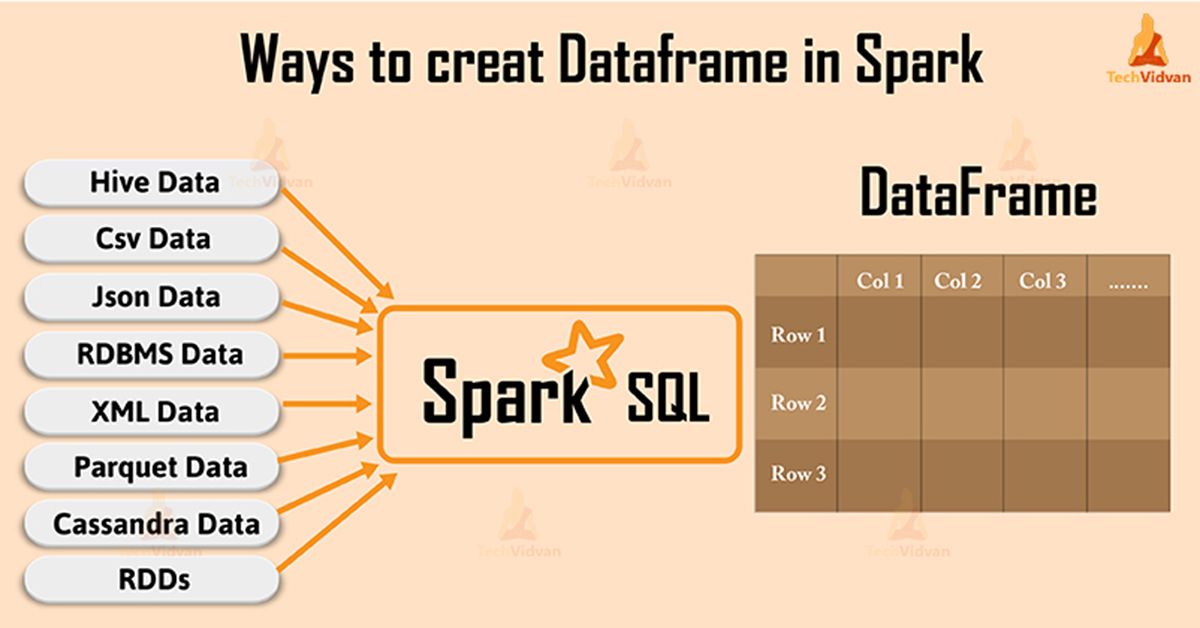 Ways to creat Dataframe in Spark
TechVidvan
TechVidvan
TechVidvan
TechVidvan
Hive Data
Csv Data
Json Data
RDBMS Data
XML Data
Parquet Data
Cassandra Data
RDDs
Spark SQL
DataFrame
Col 1 Col 2 Col 3 .......
Row 1
Row 2
Row 3
TechVidvan
TechVidvan
TechVidvan